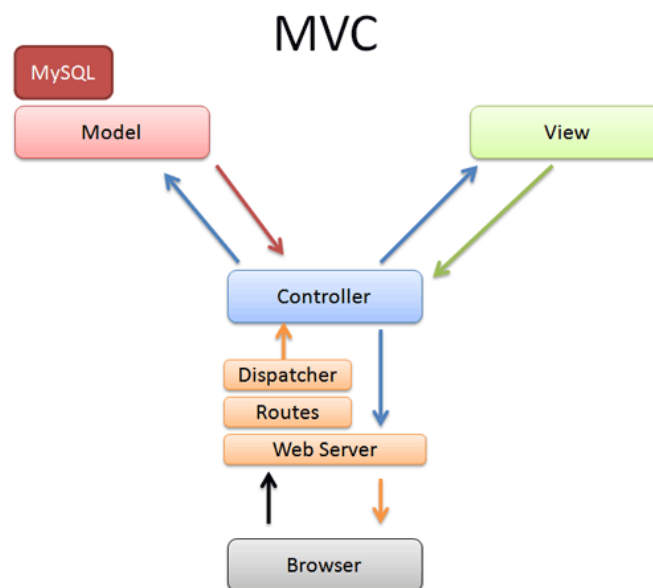 MVC
MySQL
Model
View
Controller
Dispatcher
Routes
Web Server
Browser